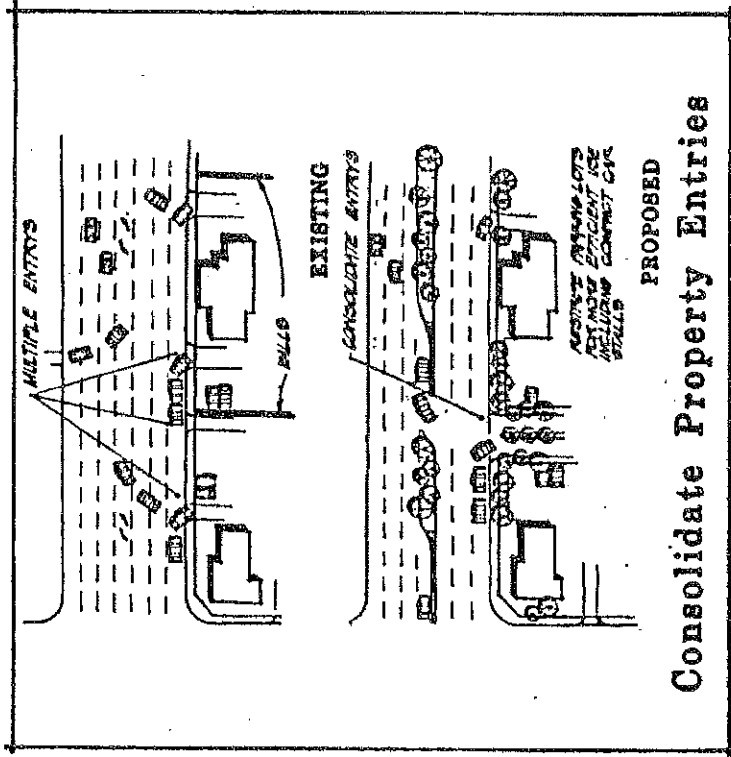 MULTIPLE ENTRYS
WALLS
EXISTING
CONSOLIDATE ENTRYS
RESTRIPE PARKING LOTS
FOR MORE EFFICIENT USE
INCLUDING COMPACT CAR
STALLS
PROPOSED
Consolidate Property Entries